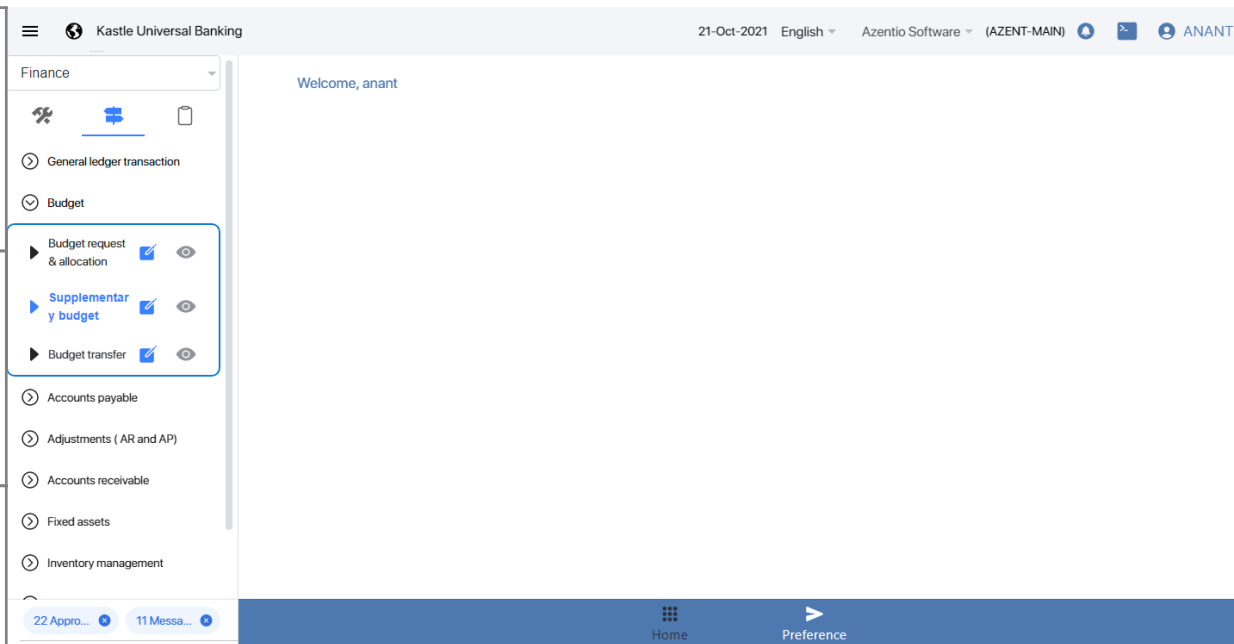 Kastle Universal Banking 21-Oct-2021 English Azentio Software (AZENT-MAIN) >_ ANANT
Finance
Welcome, anant
General ledger transaction
Budget
Budget request
& allocation
Supplementar
y budget
Budget transfer
Accounts payable
Adjustments ( AR and AP)
Accounts receivable
Fixed assets
Inventory management
22 Appro... 11 Messa...
Home Preference